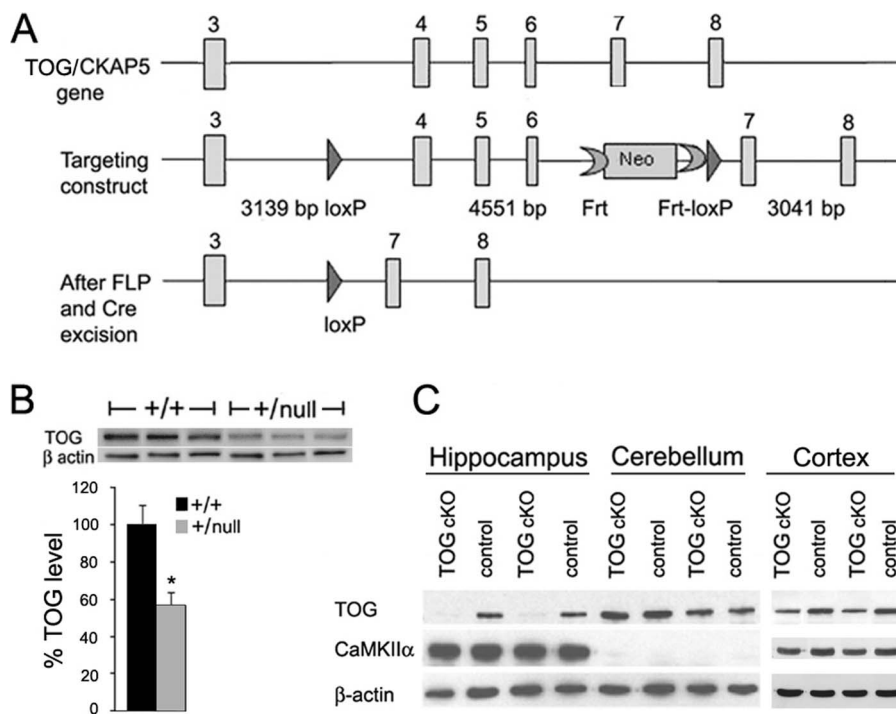 A
3 4 5 6 7 8
TOG/CKAP5
gene
3 4 5 6 7 8
Targeting
construct
Neo
3139 bp loxP 4551 bp Frt Frt-loxP 3041 bp
3 7 8
After FLP
and Cre
excision
loxP
B
+/+ +/null
TOG
β actin
% TOG level
120
100
80
60
40
20
0
+/+
+/null
*
C
Hippocampus Cerebellum Cortex
TOG cKO control TOG cKO control TOG cKO control TOG cKO control TOG cKO control TOG cKO control
TOG
CaMKIIα
β-actin